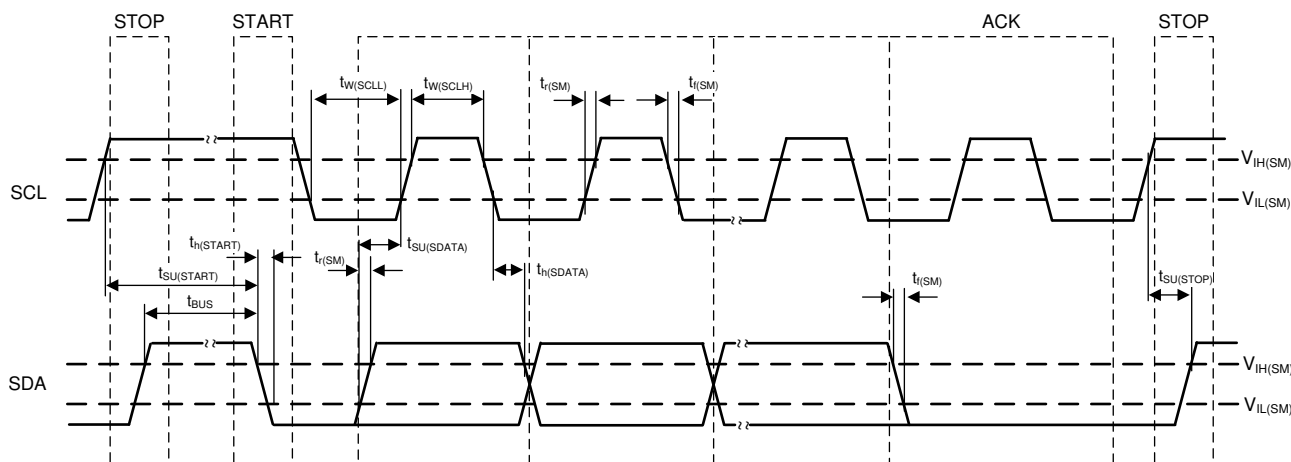 STOP START ACK STOP
tW(SCLL) tW(SCLH) tr(SM) tf(SM)
VIH(SM)
SCL
VIL(SM)
th(START) tr(SM) tSU(SDATA)
tSU(START) th(SDATA) tf(SM) tSU(STOP)
tBUS
VIH(SM)
SDA
VIL(SM)